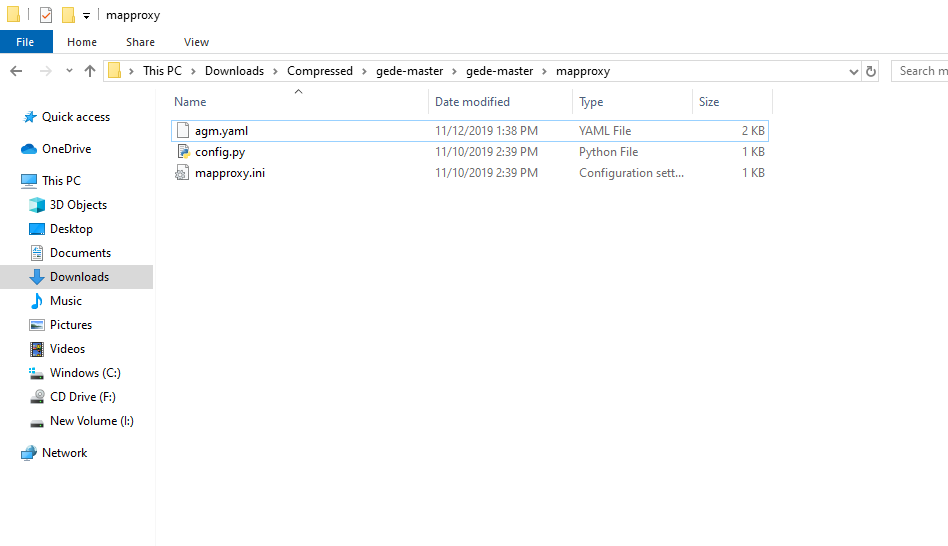 mapproxy
File Home Share View
This PC Downloads Compressed gede-master gede-master mapproxy
Search m
Name Date modified Type Size
Quick access
OneDrive
This PC
3D Objects
Desktop
Documents
Downloads
Music
Pictures
Videos
Windows (C:)
CD Drive (F:)
New Volume (I:)
Network
agm.yaml 11/12/2019 1:38 PM YAML File 2 KB
config.py 11/10/2019 2:39 PM Python File 1 KB
mapproxy.ini 11/10/2019 2:39 PM Configuration sett... 1 KB